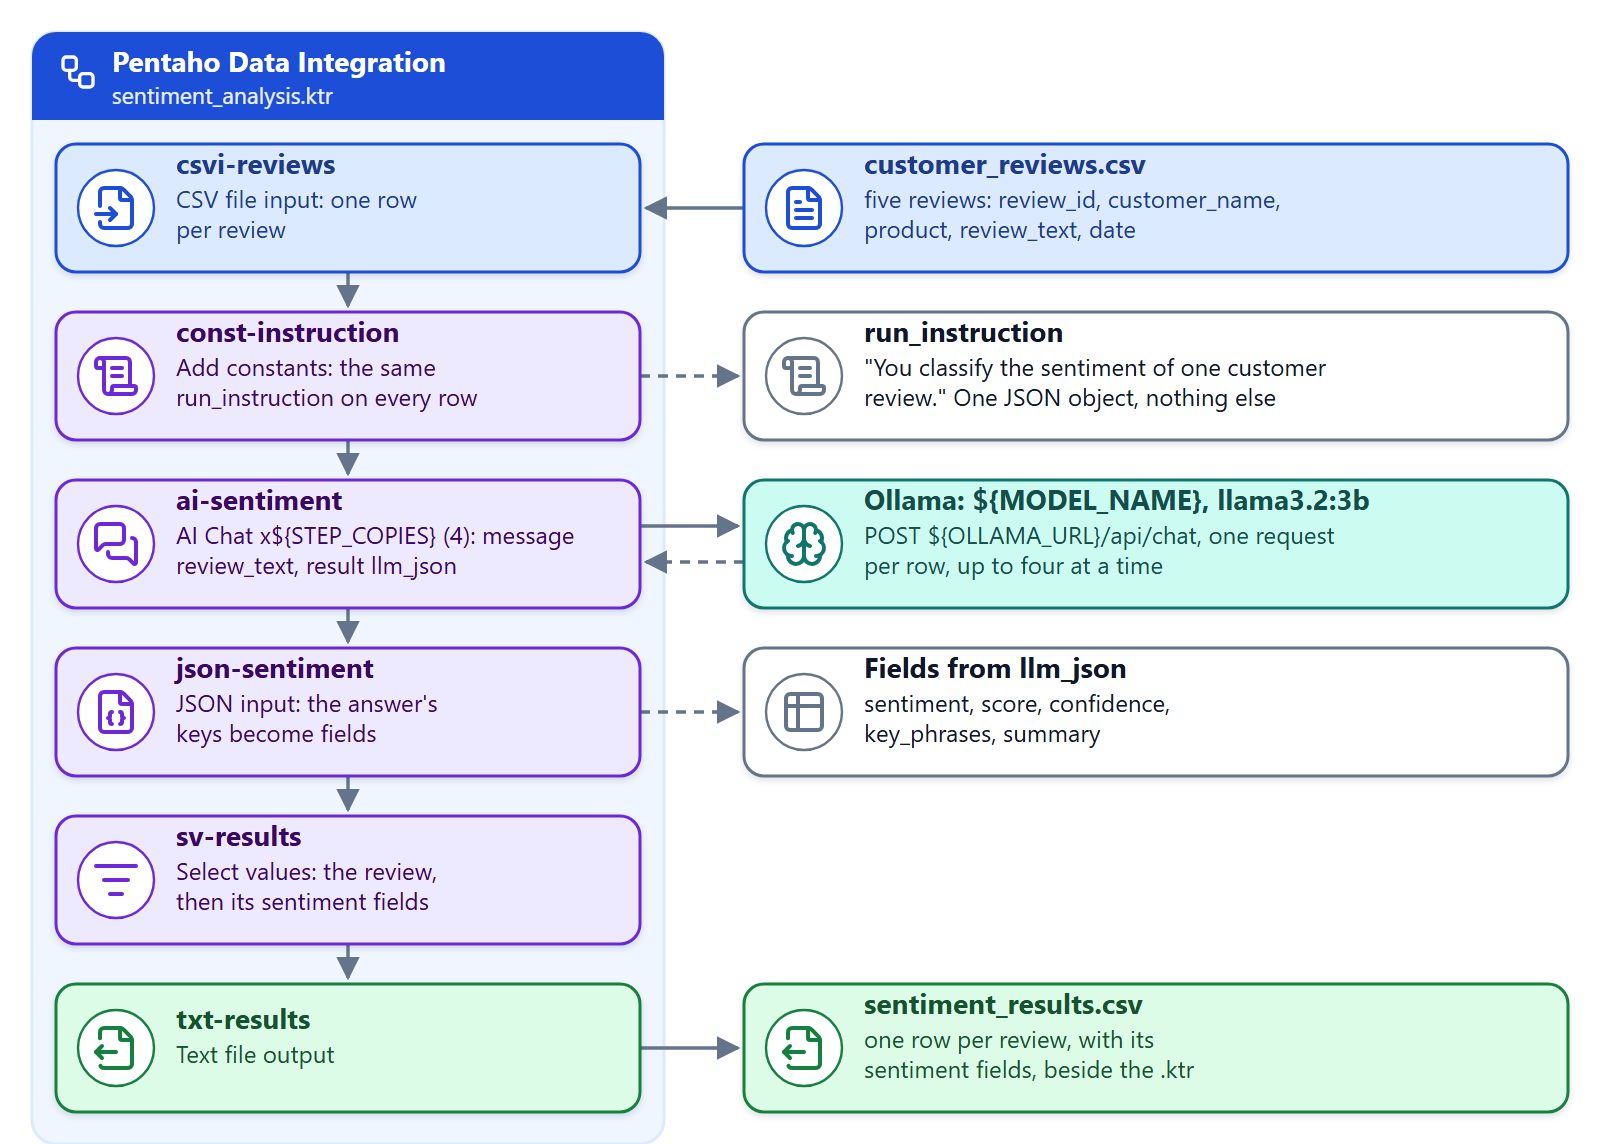 Pentaho Data Integration
sentiment_analysis.ktr
csvi-reviews
CSV file input: one row
per review
customer_reviews.csv
five reviews: review_id, customer_name,
product, review_text, date
const-instruction
Add constants: the same
run_instruction on every row
run_instruction
"You classify the sentiment of one customer
review." One JSON object, nothing else
ai-sentiment
AI Chat x${STEP_COPIES} (4): message
review_text, result llm_json
Ollama: ${MODEL_NAME}, llama3.2:3b
POST ${OLLAMA_URL}/api/chat, one request
per row, up to four at a time
json-sentiment
JSON input: the answer's
keys become fields
Fields from llm_json
sentiment, score, confidence,
key_phrases, summary
sv-results
Select values: the review,
then its sentiment fields
txt-results
Text file output
sentiment_results.csv
one row per review, with its
sentiment fields, beside the .ktr